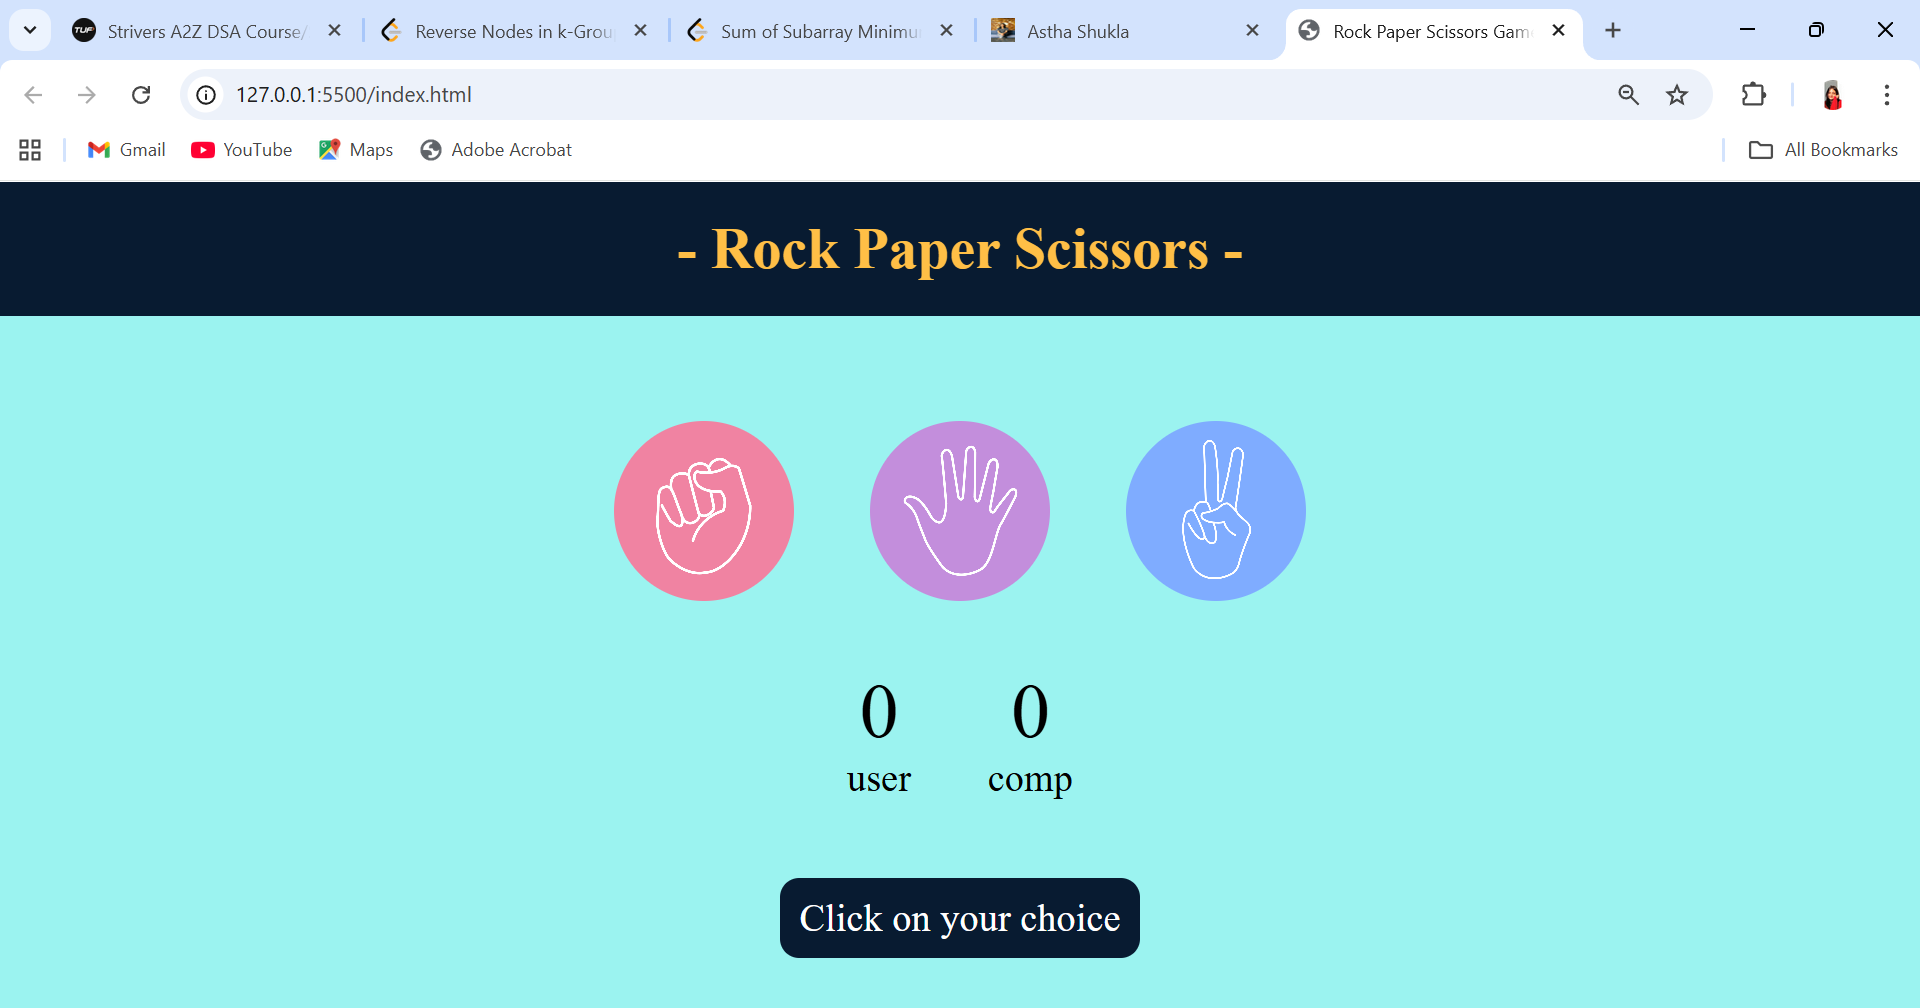 TUF
Strivers A2Z DSA Course/
Reverse Nodes in k-Grou
Sum of Subarray Minimu
Astha Shukla
Rock Paper Scissors Gam
127.0.0.1:5500/index.html
Gmail
YouTube
Maps
Adobe Acrobat
All Bookmarks
- Rock Paper Scissors -
0
0
user
comp
Click on your choice